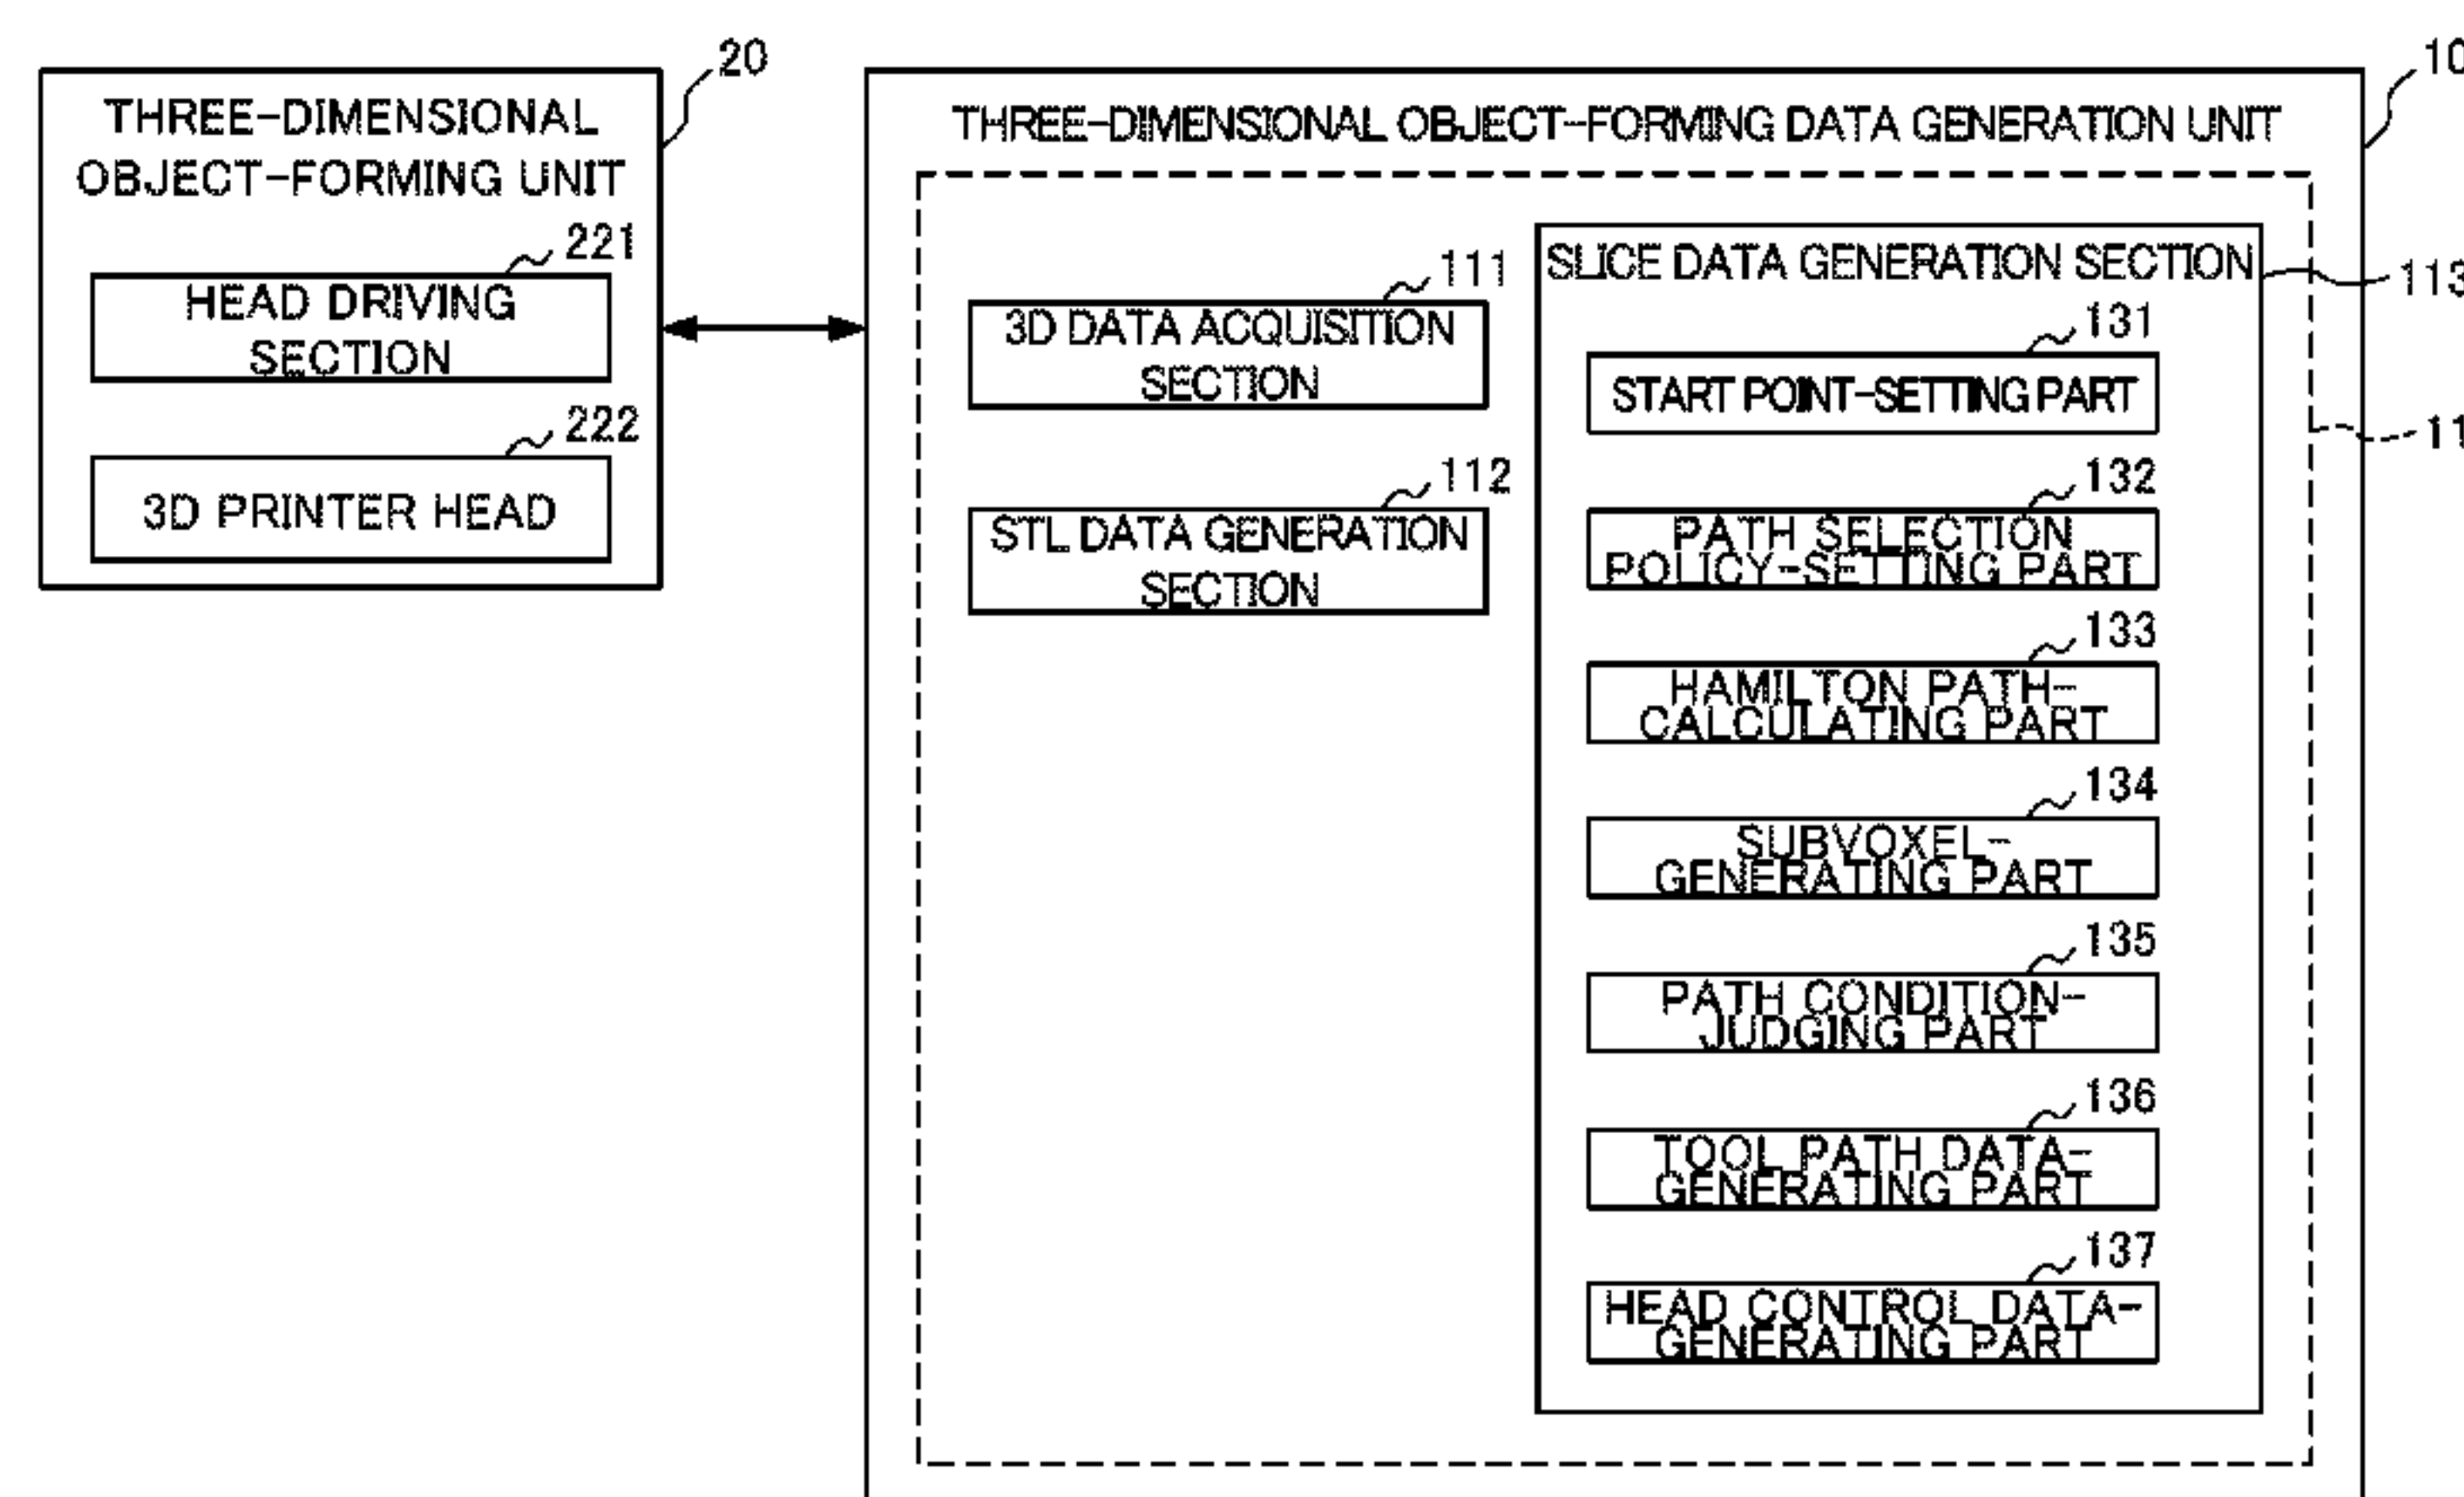 20
THREE-DIMENSIONAL
OBJECT-FORMING UNIT
221
HEAD DRIVING
SECTION
222
3D PRINTER HEAD
10
THREE-DIMENSIONAL OBJECT-FORMING DATA GENERATION UNIT
111
3D DATA ACQUISITION
SECTION
112
STL DATA GENERATION
SECTION
SLICE DATA GENERATION SECTION
113
131
START POINT-SETTING PART
11
132
PATH SELECTION
POLICY-SETTING PART
133
HAMILTON PATH-
CALCULATING PART
134
SUBVOXEL-
GENERATING PART
135
PATH CONDITION-
JUDGING PART
136
TOOL PATH DATA-
GENERATING PART
137
HEAD CONTROL DATA-
GENERATING PART